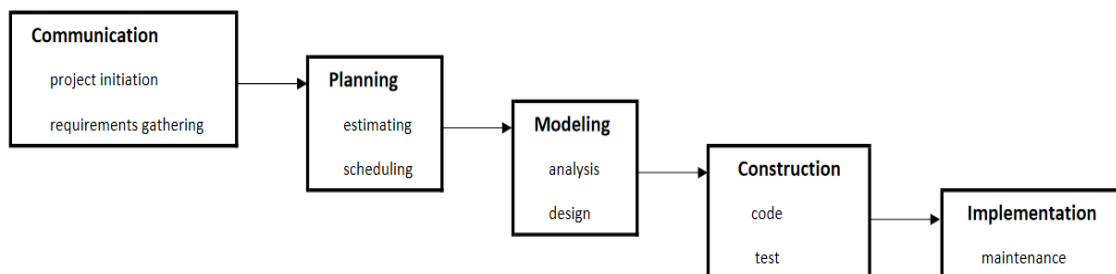 Communication
project initiation
requirements gathering
Planning
estimating
scheduling
Modeling
analysis
design
Construction
code
test
Implementation
maintenance